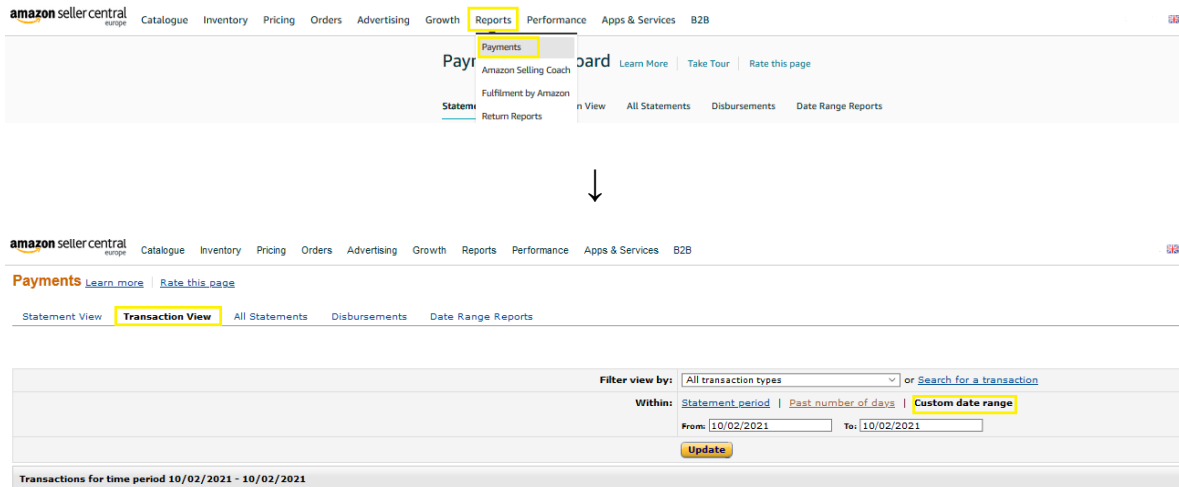 amazon seller central europe Catalogue Inventory Pricing Orders Advertising Growth Reports Performance Apps & Services B2B
Payments
Amazon Selling Coach
Fulfilment by Amazon
Return Reports
Learn More | Take Tour | Rate this page
All Statements Disbursements Date Range Reports
↓
amazon seller central europe Catalogue Inventory Pricing Orders Advertising Growth Reports Performance Apps & Services B2B
Payments Learn more | Rate this page
Statement View Transaction View All Statements Disbursements Date Range Reports
Filter view by: All transaction types or Search for a transaction
Within: Statement period | Past number of days | Custom date range
From: 10/02/2021 To: 10/02/2021
Update
Transactions for time period 10/02/2021 - 10/02/2021